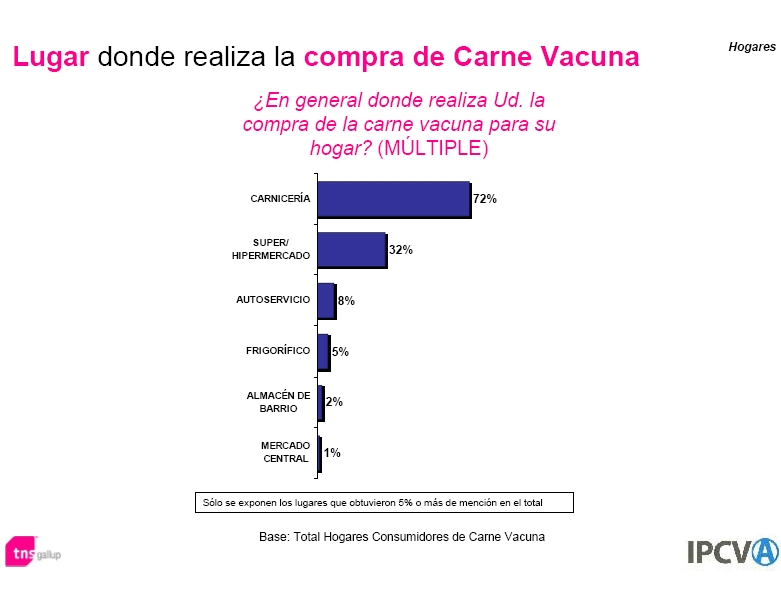 Hogares
Lugar donde realiza la compra de Carne Vacuna
¿En general donde realiza Ud. la
compra de la carne vacuna para su
hogar? (MÚLTIPLE)
CARNICERÍA 72%
SUPER/
HIPERMERCADO 32%
AUTOSERVICIO 8%
FRIGORÍFICO 5%
ALMACÉN DE
BARRIO 2%
MERCADO
CENTRAL 1%
Sólo se exponen los lugares que obtuvieron 5% o más de mención en el total
Base: Total Hogares Consumidores de Carne Vacuna
tns gallup
IPCVA